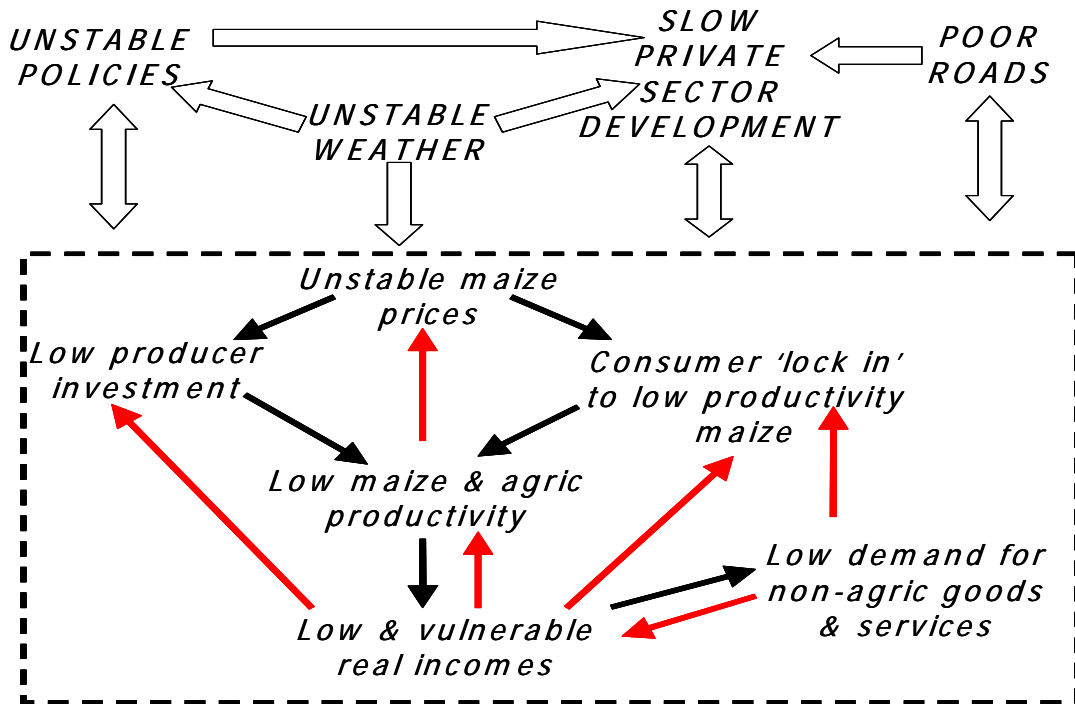 UNSTABLE
POLICIES
SLOW
PRIVATE
SECTOR
DEVELOPMENT
POOR
ROADS
UNSTABLE
WEATHER
Unstable maize
prices
Low producer
investment
Consumer ‘lock in’
to low productivity
maize
Low maize & agric
productivity
Low demand for
non-agric goods
& services
Low & vulnerable
real incomes